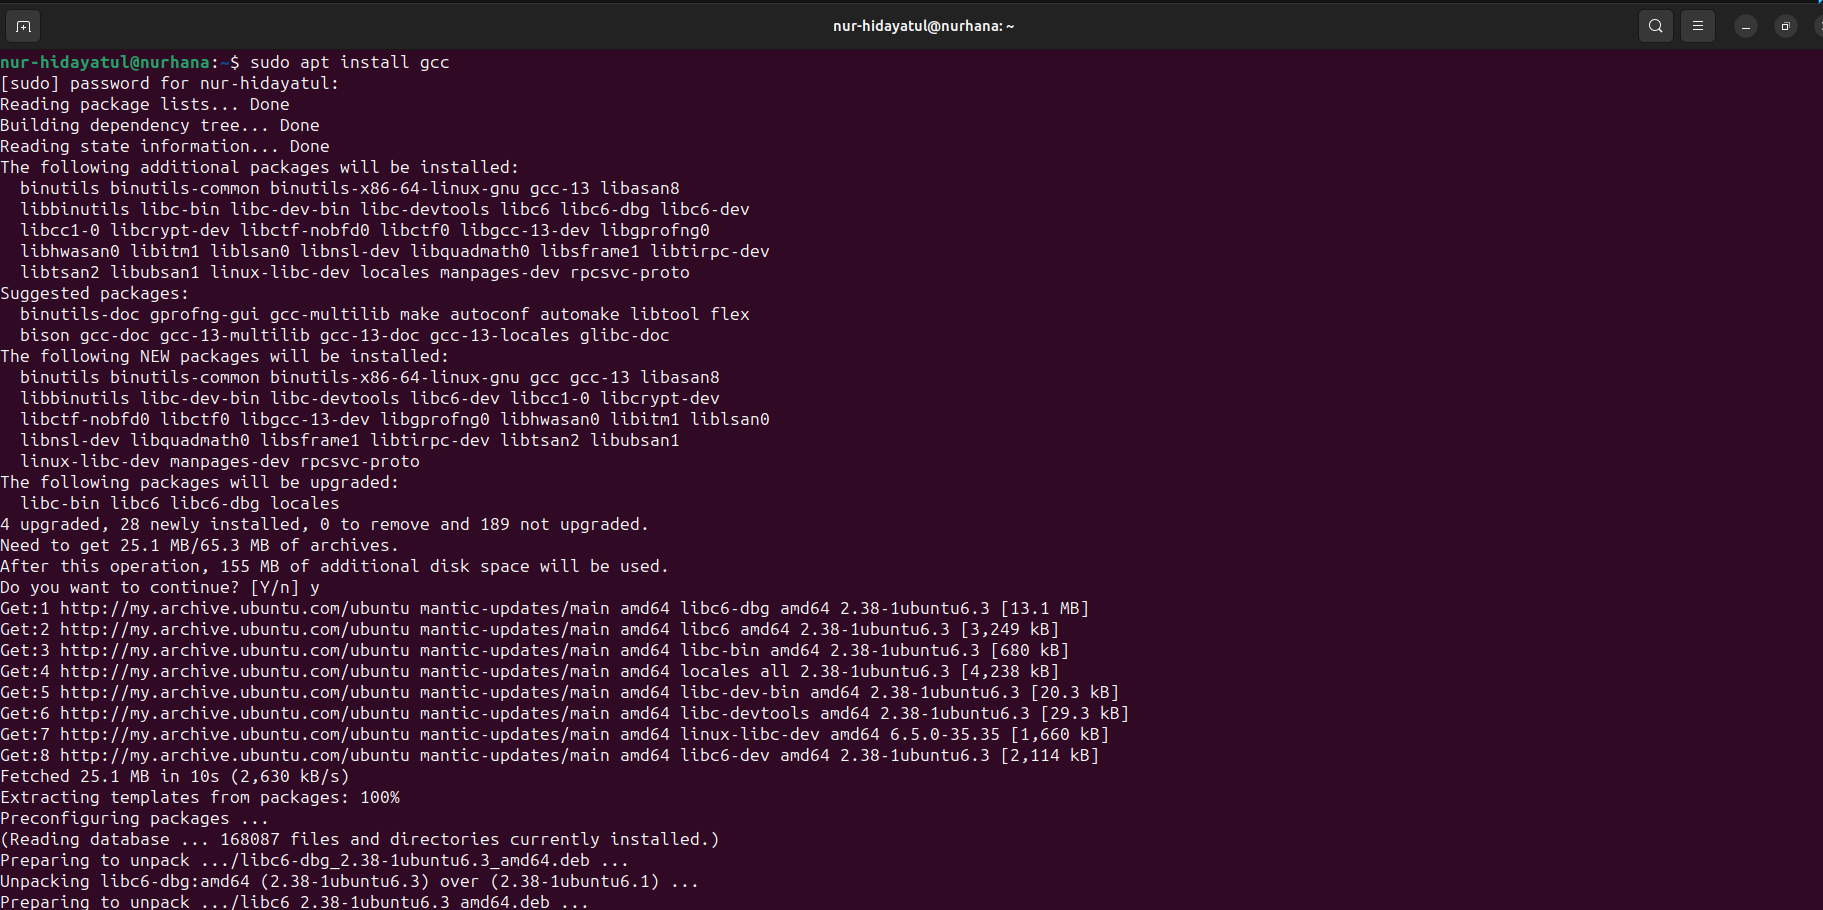 nur-hidayatul@nurhana: ~
nur-hidayatul@nurhana:~$ sudo apt install gcc
[sudo] password for nur-hidayatul:
Reading package lists... Done
Building dependency tree... Done
Reading state information... Done
The following additional packages will be installed:
  binutils binutils-common binutils-x86-64-linux-gnu gcc-13 libasan8
  libbinutils libc-bin libc-dev-bin libc-devtools libc6 libc6-dbg libc6-dev
  libcc1-0 libcrypt-dev libctf-nobfd0 libctf0 libgcc-13-dev libgprofng0
  libhwasan0 libitm1 liblsan0 libnsl-dev libquadmath0 libsframe1 libtirpc-dev
  libtsan2 libubsan1 linux-libc-dev locales manpages-dev rpcsvc-proto
Suggested packages:
  binutils-doc gprofng-gui gcc-multilib make autoconf automake libtool flex
  bison gcc-doc gcc-13-multilib gcc-13-doc gcc-13-locales glibc-doc
The following NEW packages will be installed:
  binutils binutils-common binutils-x86-64-linux-gnu gcc gcc-13 libasan8
  libbinutils libc-dev-bin libc-devtools libc6-dev libcc1-0 libcrypt-dev
  libctf-nobfd0 libctf0 libgcc-13-dev libgprofng0 libhwasan0 libitm1 liblsan0
  libnsl-dev libquadmath0 libsframe1 libtirpc-dev libtsan2 libubsan1
  linux-libc-dev manpages-dev rpcsvc-proto
The following packages will be upgraded:
  libc-bin libc6 libc6-dbg locales
4 upgraded, 28 newly installed, 0 to remove and 189 not upgraded.
Need to get 25.1 MB/65.3 MB of archives.
After this operation, 155 MB of additional disk space will be used.
Do you want to continue? [Y/n] y
Get:1 http://my.archive.ubuntu.com/ubuntu mantic-updates/main amd64 libc6-dbg amd64 2.38-1ubuntu6.3 [13.1 MB]
Get:2 http://my.archive.ubuntu.com/ubuntu mantic-updates/main amd64 libc6 amd64 2.38-1ubuntu6.3 [3,249 kB]
Get:3 http://my.archive.ubuntu.com/ubuntu mantic-updates/main amd64 libc-bin amd64 2.38-1ubuntu6.3 [680 kB]
Get:4 http://my.archive.ubuntu.com/ubuntu mantic-updates/main amd64 locales all 2.38-1ubuntu6.3 [4,238 kB]
Get:5 http://my.archive.ubuntu.com/ubuntu mantic-updates/main amd64 libc-dev-bin amd64 2.38-1ubuntu6.3 [20.3 kB]
Get:6 http://my.archive.ubuntu.com/ubuntu mantic-updates/main amd64 libc-devtools amd64 2.38-1ubuntu6.3 [29.3 kB]
Get:7 http://my.archive.ubuntu.com/ubuntu mantic-updates/main amd64 linux-libc-dev amd64 6.5.0-35.35 [1,660 kB]
Get:8 http://my.archive.ubuntu.com/ubuntu mantic-updates/main amd64 libc6-dev amd64 2.38-1ubuntu6.3 [2,114 kB]
Fetched 25.1 MB in 10s (2,630 kB/s)
Extracting templates from packages: 100%
Preconfiguring packages ...
(Reading database ... 168087 files and directories currently installed.)
Preparing to unpack .../libc6-dbg_2.38-1ubuntu6.3_amd64.deb ...
Unpacking libc6-dbg:amd64 (2.38-1ubuntu6.3) over (2.38-1ubuntu6.1) ...
Preparing to unpack .../libc6_2.38-1ubuntu6.3_amd64.deb ...